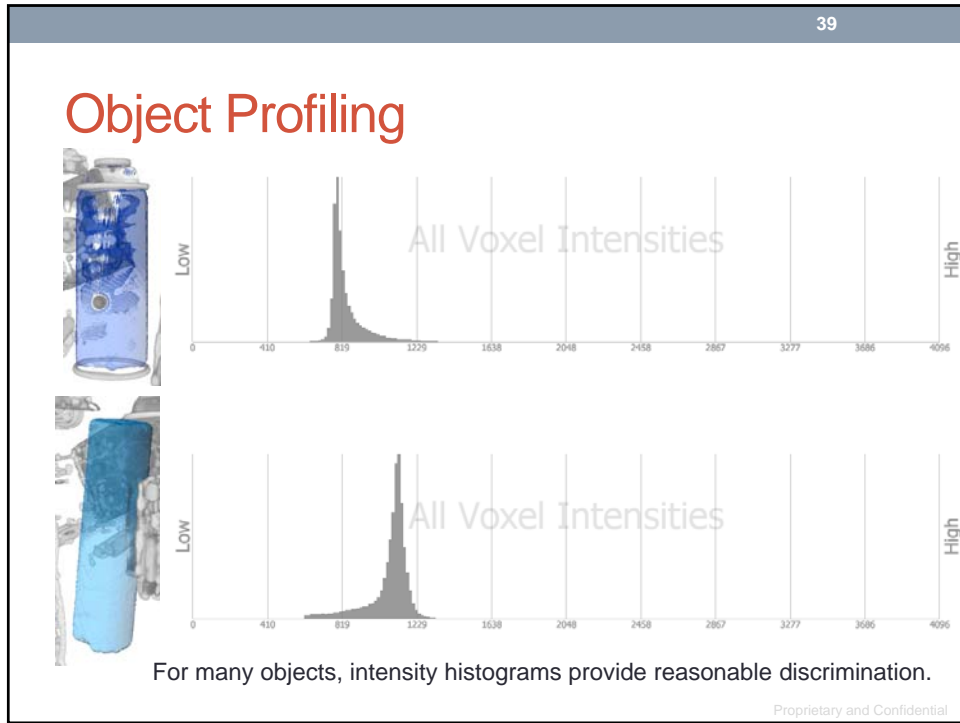 39
Object Profiling
All Voxel Intensities
Low
High
0 410 819 1229 1638 2048 2458 2867 3277 3686 4096
All Voxel Intensities
Low
High
0 410 819 1229 1638 2048 2458 2867 3277 3686 4096
For many objects, intensity histograms provide reasonable discrimination.
Proprietary and Confidential